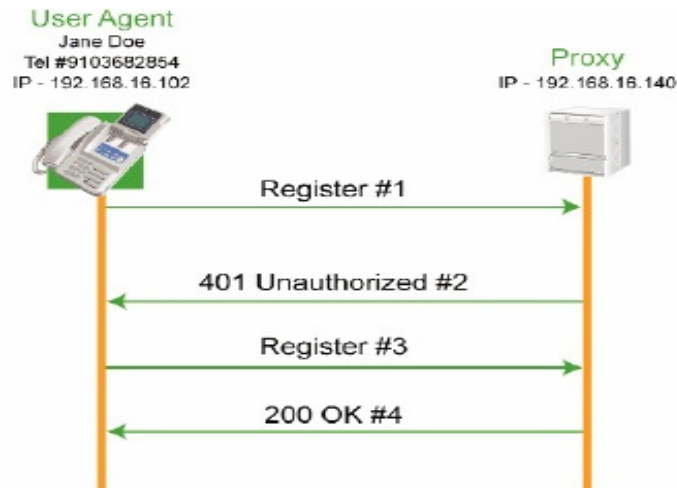 User Agent
Jane Doe
Tel #9103682854
IP - 192.168.16.102
Proxy
IP - 192.168.16.140
Register #1
401 Unauthorized #2
Register #3
200 OK #4